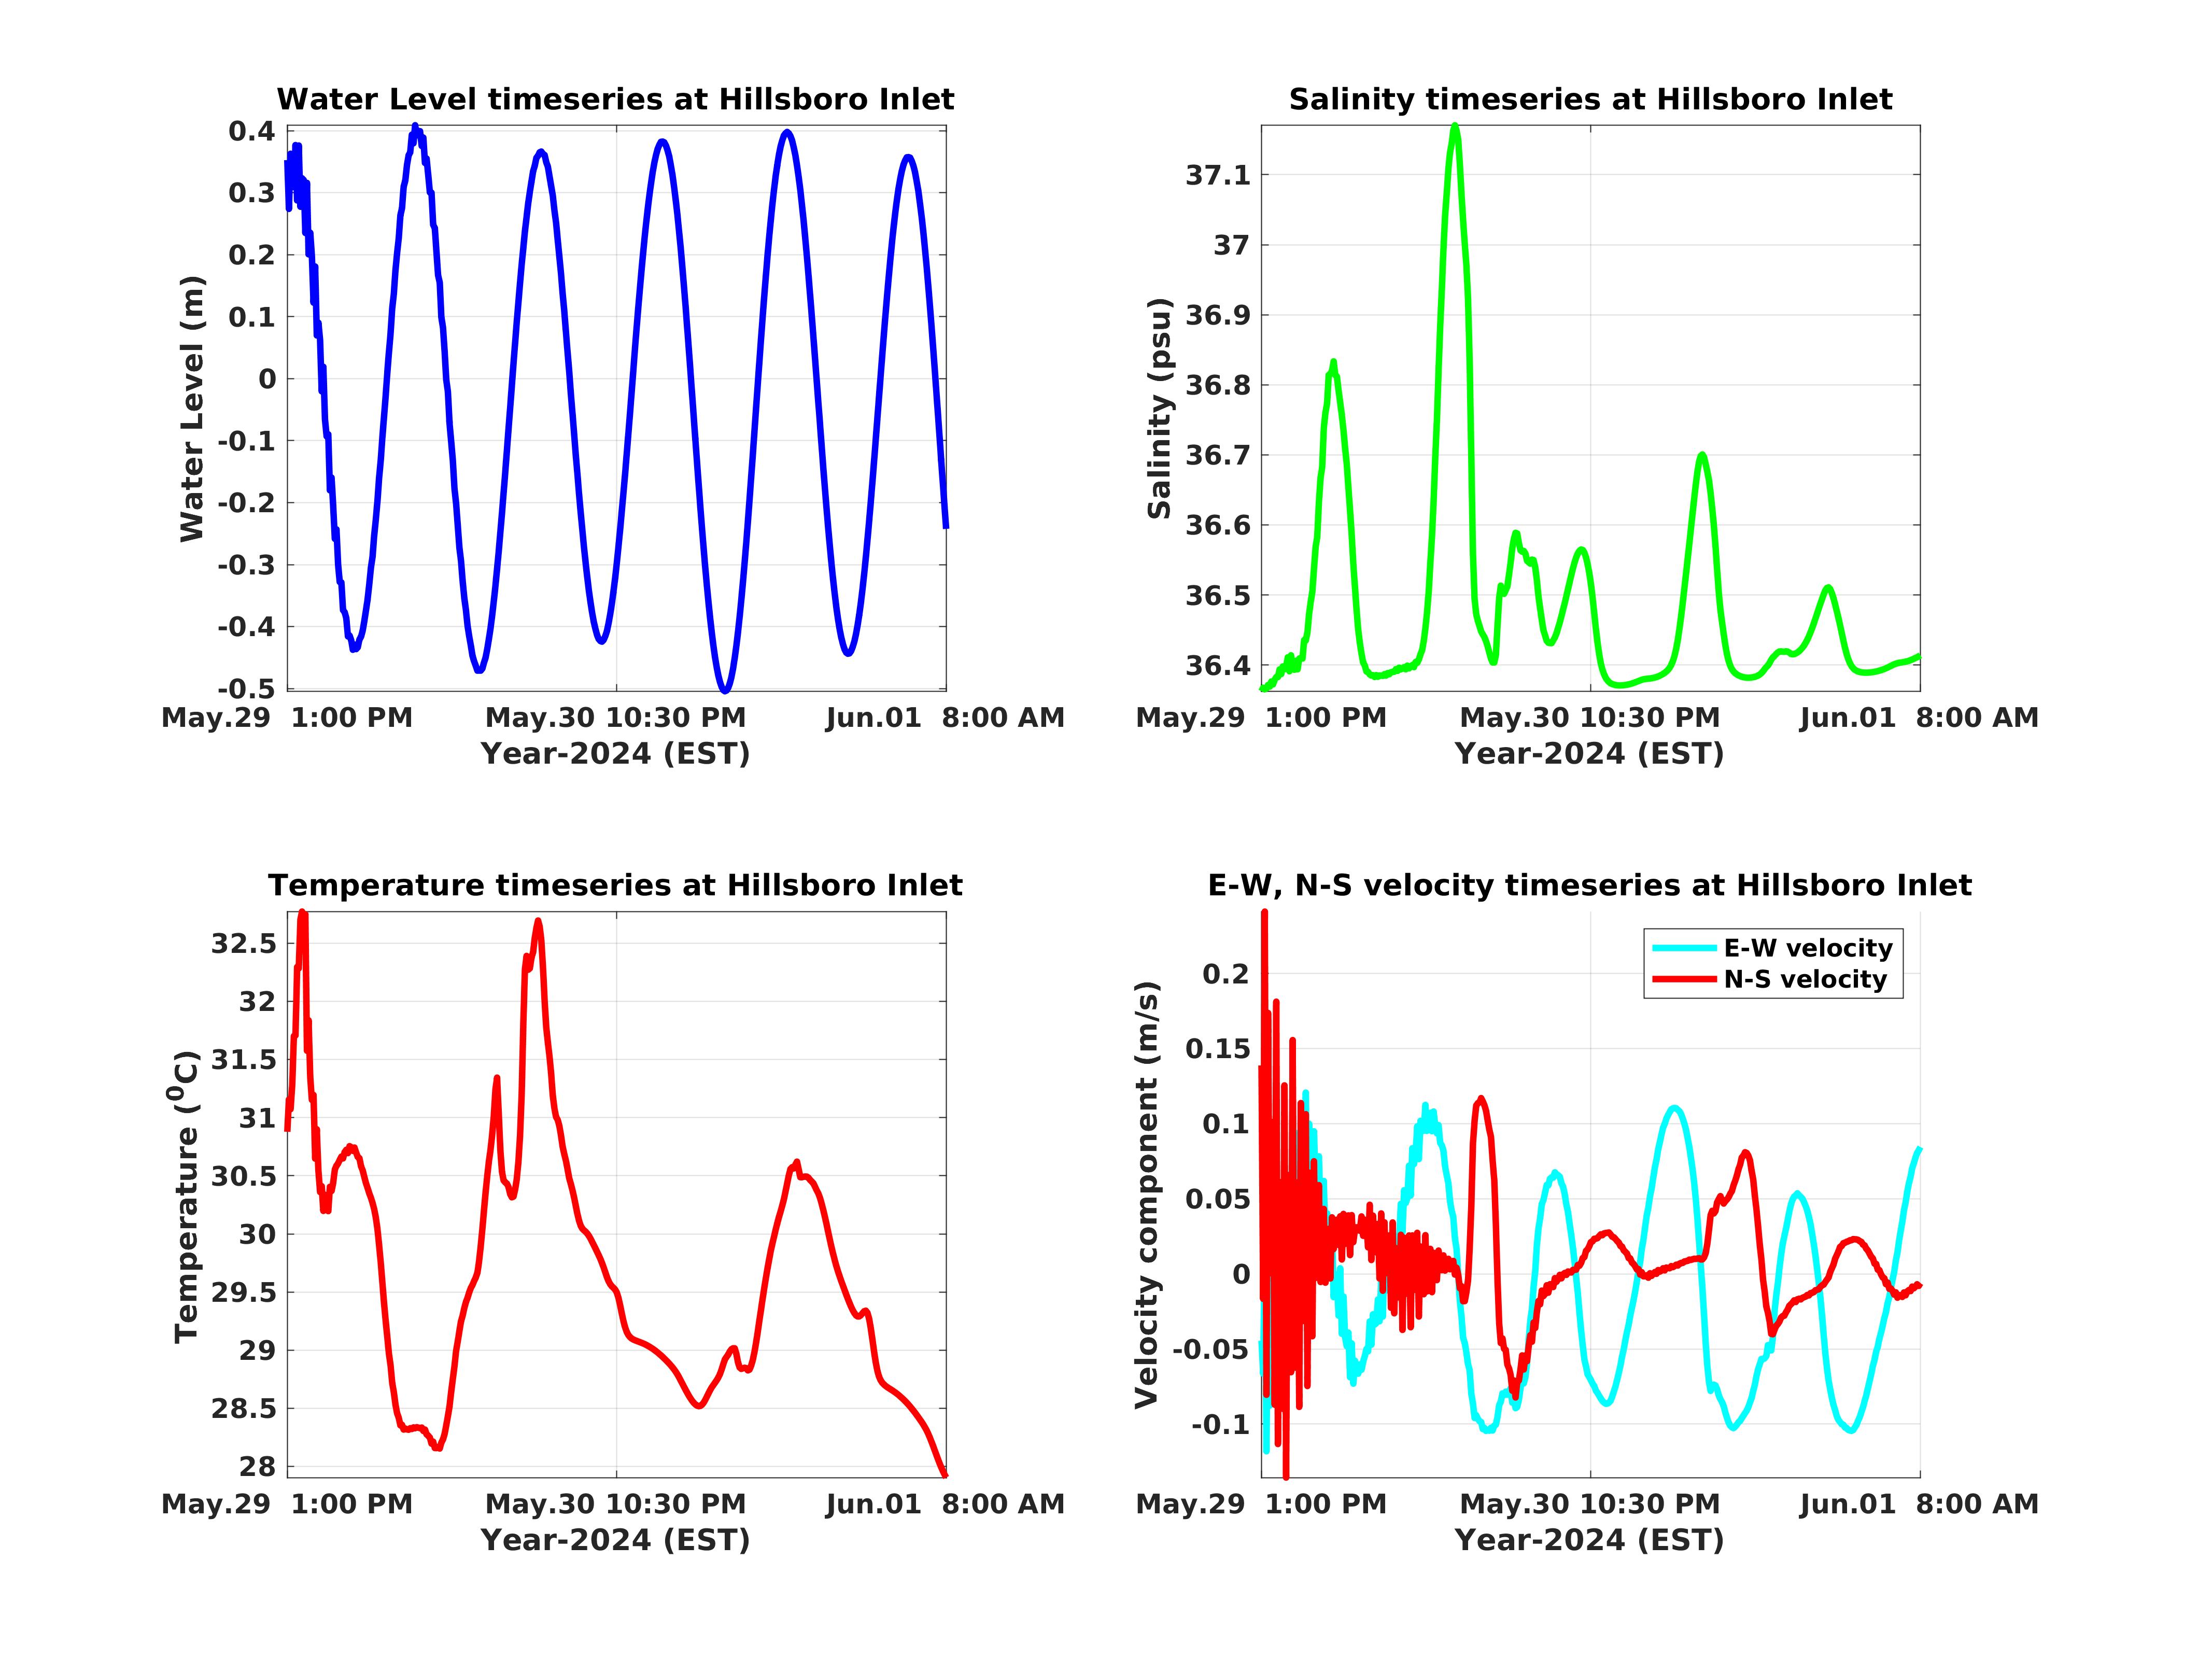 Water Level timeseries at Hillsboro Inlet
0.4
0.3
0.2
0.1
0
-0.1
-0.2
-0.3
-0.4
-0.5
Water Level (m)
May.29 1:00 PM
May.30 10:30 PM
Jun.01 8:00 AM
Year-2024 (EST)
Salinity timeseries at Hillsboro Inlet
37.1
37
36.9
36.8
36.7
36.6
36.5
36.4
Salinity (psu)
May.29 1:00 PM
May.30 10:30 PM
Jun.01 8:00 AM
Year-2024 (EST)
Temperature timeseries at Hillsboro Inlet
32.5
32
31.5
31
30.5
30
29.5
29
28.5
28
Temperature (⁰C)
May.29 1:00 PM
May.30 10:30 PM
Jun.01 8:00 AM
Year-2024 (EST)
E-W, N-S velocity timeseries at Hillsboro Inlet
E-W velocity
N-S velocity
0.2
0.15
0.1
0.05
0
-0.05
-0.1
Velocity component (m/s)
May.29 1:00 PM
May.30 10:30 PM
Jun.01 8:00 AM
Year-2024 (EST)